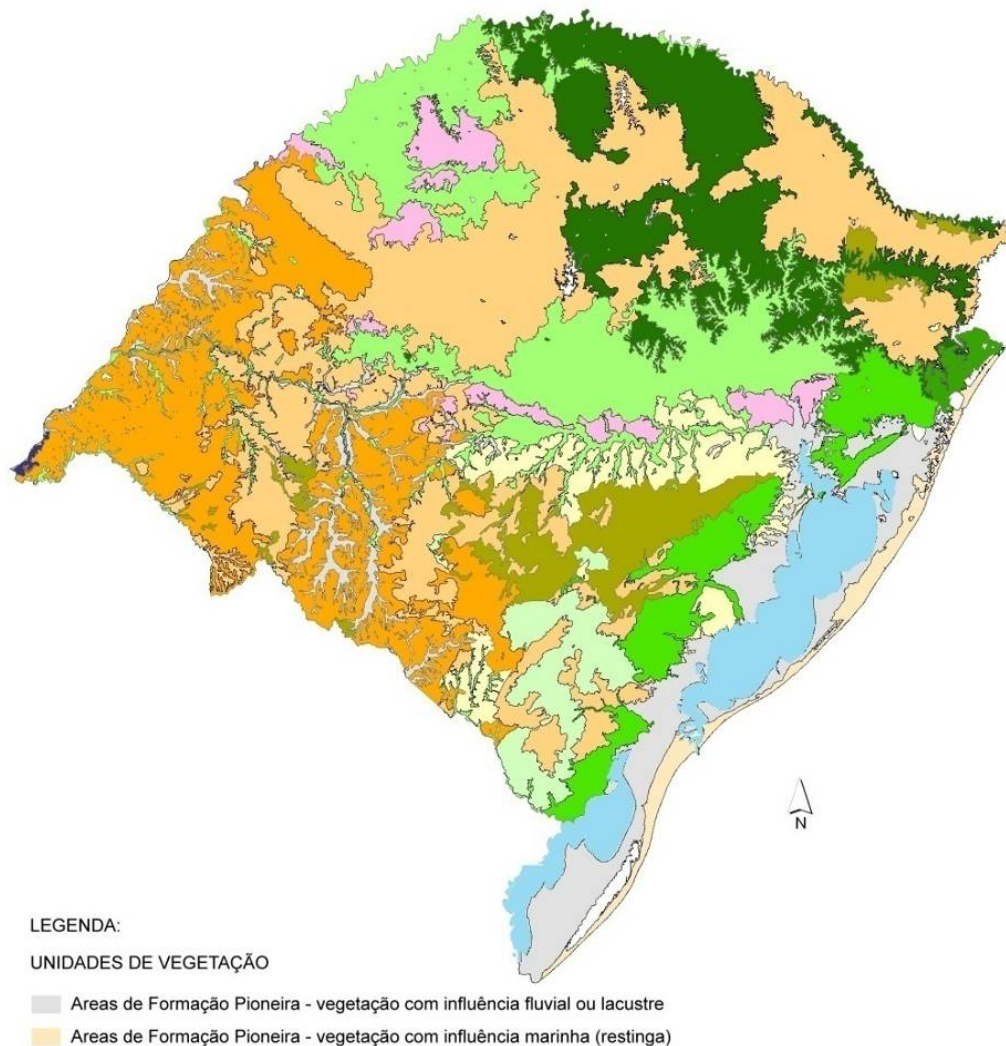 N
LEGENDA:
UNIDADES DE VEGETAÇÃO
Areas de Formação Pioneira - vegetação com influência fluvial ou lacustre
Areas de Formação Pioneira - vegetação com influência marinha (restinga)